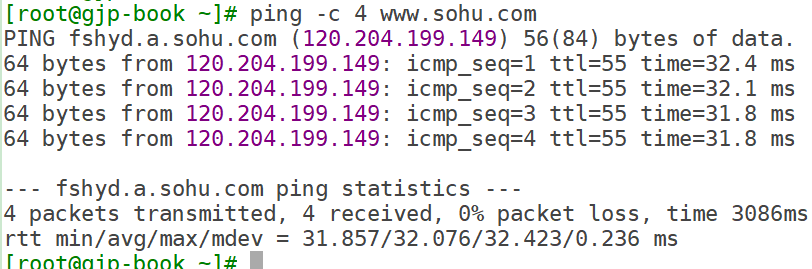 [root@gjp-book ~]# ping -c 4 www.sohu.com
PING fshyd.a.sohu.com (120.204.199.149) 56(84) bytes of data.
64 bytes from 120.204.199.149: icmp_seq=1 ttl=55 time=32.4 ms
64 bytes from 120.204.199.149: icmp_seq=2 ttl=55 time=32.1 ms
64 bytes from 120.204.199.149: icmp_seq=3 ttl=55 time=31.8 ms
64 bytes from 120.204.199.149: icmp_seq=4 ttl=55 time=31.8 ms
--- fshyd.a.sohu.com ping statistics ---
4 packets transmitted, 4 received, 0% packet loss, time 3086ms
rtt min/avg/max/mdev = 31.857/32.076/32.423/0.236 ms
[root@gjp-book ~]#